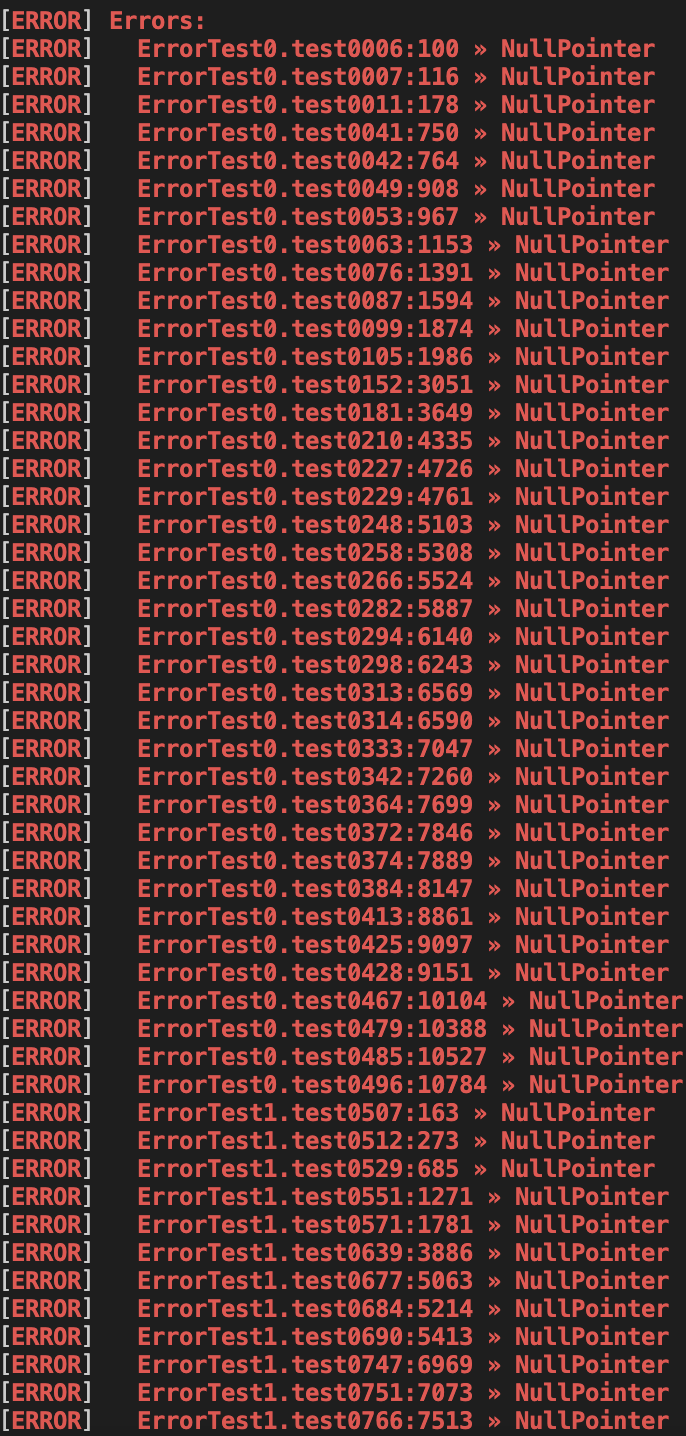 [ERROR] Errors:
[ERROR]   ErrorTest0.test0006:100 » NullPointer
[ERROR]   ErrorTest0.test0007:116 » NullPointer
[ERROR]   ErrorTest0.test0011:178 » NullPointer
[ERROR]   ErrorTest0.test0041:750 » NullPointer
[ERROR]   ErrorTest0.test0042:764 » NullPointer
[ERROR]   ErrorTest0.test0049:908 » NullPointer
[ERROR]   ErrorTest0.test0053:967 » NullPointer
[ERROR]   ErrorTest0.test0063:1153 » NullPointer
[ERROR]   ErrorTest0.test0076:1391 » NullPointer
[ERROR]   ErrorTest0.test0087:1594 » NullPointer
[ERROR]   ErrorTest0.test0099:1874 » NullPointer
[ERROR]   ErrorTest0.test0105:1986 » NullPointer
[ERROR]   ErrorTest0.test0152:3051 » NullPointer
[ERROR]   ErrorTest0.test0181:3649 » NullPointer
[ERROR]   ErrorTest0.test0210:4335 » NullPointer
[ERROR]   ErrorTest0.test0227:4726 » NullPointer
[ERROR]   ErrorTest0.test0229:4761 » NullPointer
[ERROR]   ErrorTest0.test0248:5103 » NullPointer
[ERROR]   ErrorTest0.test0258:5308 » NullPointer
[ERROR]   ErrorTest0.test0266:5524 » NullPointer
[ERROR]   ErrorTest0.test0282:5887 » NullPointer
[ERROR]   ErrorTest0.test0294:6140 » NullPointer
[ERROR]   ErrorTest0.test0298:6243 » NullPointer
[ERROR]   ErrorTest0.test0313:6569 » NullPointer
[ERROR]   ErrorTest0.test0314:6590 » NullPointer
[ERROR]   ErrorTest0.test0333:7047 » NullPointer
[ERROR]   ErrorTest0.test0342:7260 » NullPointer
[ERROR]   ErrorTest0.test0364:7699 » NullPointer
[ERROR]   ErrorTest0.test0372:7846 » NullPointer
[ERROR]   ErrorTest0.test0374:7889 » NullPointer
[ERROR]   ErrorTest0.test0384:8147 » NullPointer
[ERROR]   ErrorTest0.test0413:8861 » NullPointer
[ERROR]   ErrorTest0.test0425:9097 » NullPointer
[ERROR]   ErrorTest0.test0428:9151 » NullPointer
[ERROR]   ErrorTest0.test0467:10104 » NullPointer
[ERROR]   ErrorTest0.test0479:10388 » NullPointer
[ERROR]   ErrorTest0.test0485:10527 » NullPointer
[ERROR]   ErrorTest0.test0496:10784 » NullPointer
[ERROR]   ErrorTest1.test0507:163 » NullPointer
[ERROR]   ErrorTest1.test0512:273 » NullPointer
[ERROR]   ErrorTest1.test0529:685 » NullPointer
[ERROR]   ErrorTest1.test0551:1271 » NullPointer
[ERROR]   ErrorTest1.test0571:1781 » NullPointer
[ERROR]   ErrorTest1.test0639:3886 » NullPointer
[ERROR]   ErrorTest1.test0677:5063 » NullPointer
[ERROR]   ErrorTest1.test0684:5214 » NullPointer
[ERROR]   ErrorTest1.test0690:5413 » NullPointer
[ERROR]   ErrorTest1.test0747:6969 » NullPointer
[ERROR]   ErrorTest1.test0751:7073 » NullPointer
[ERROR]   ErrorTest1.test0766:7513 » NullPointer